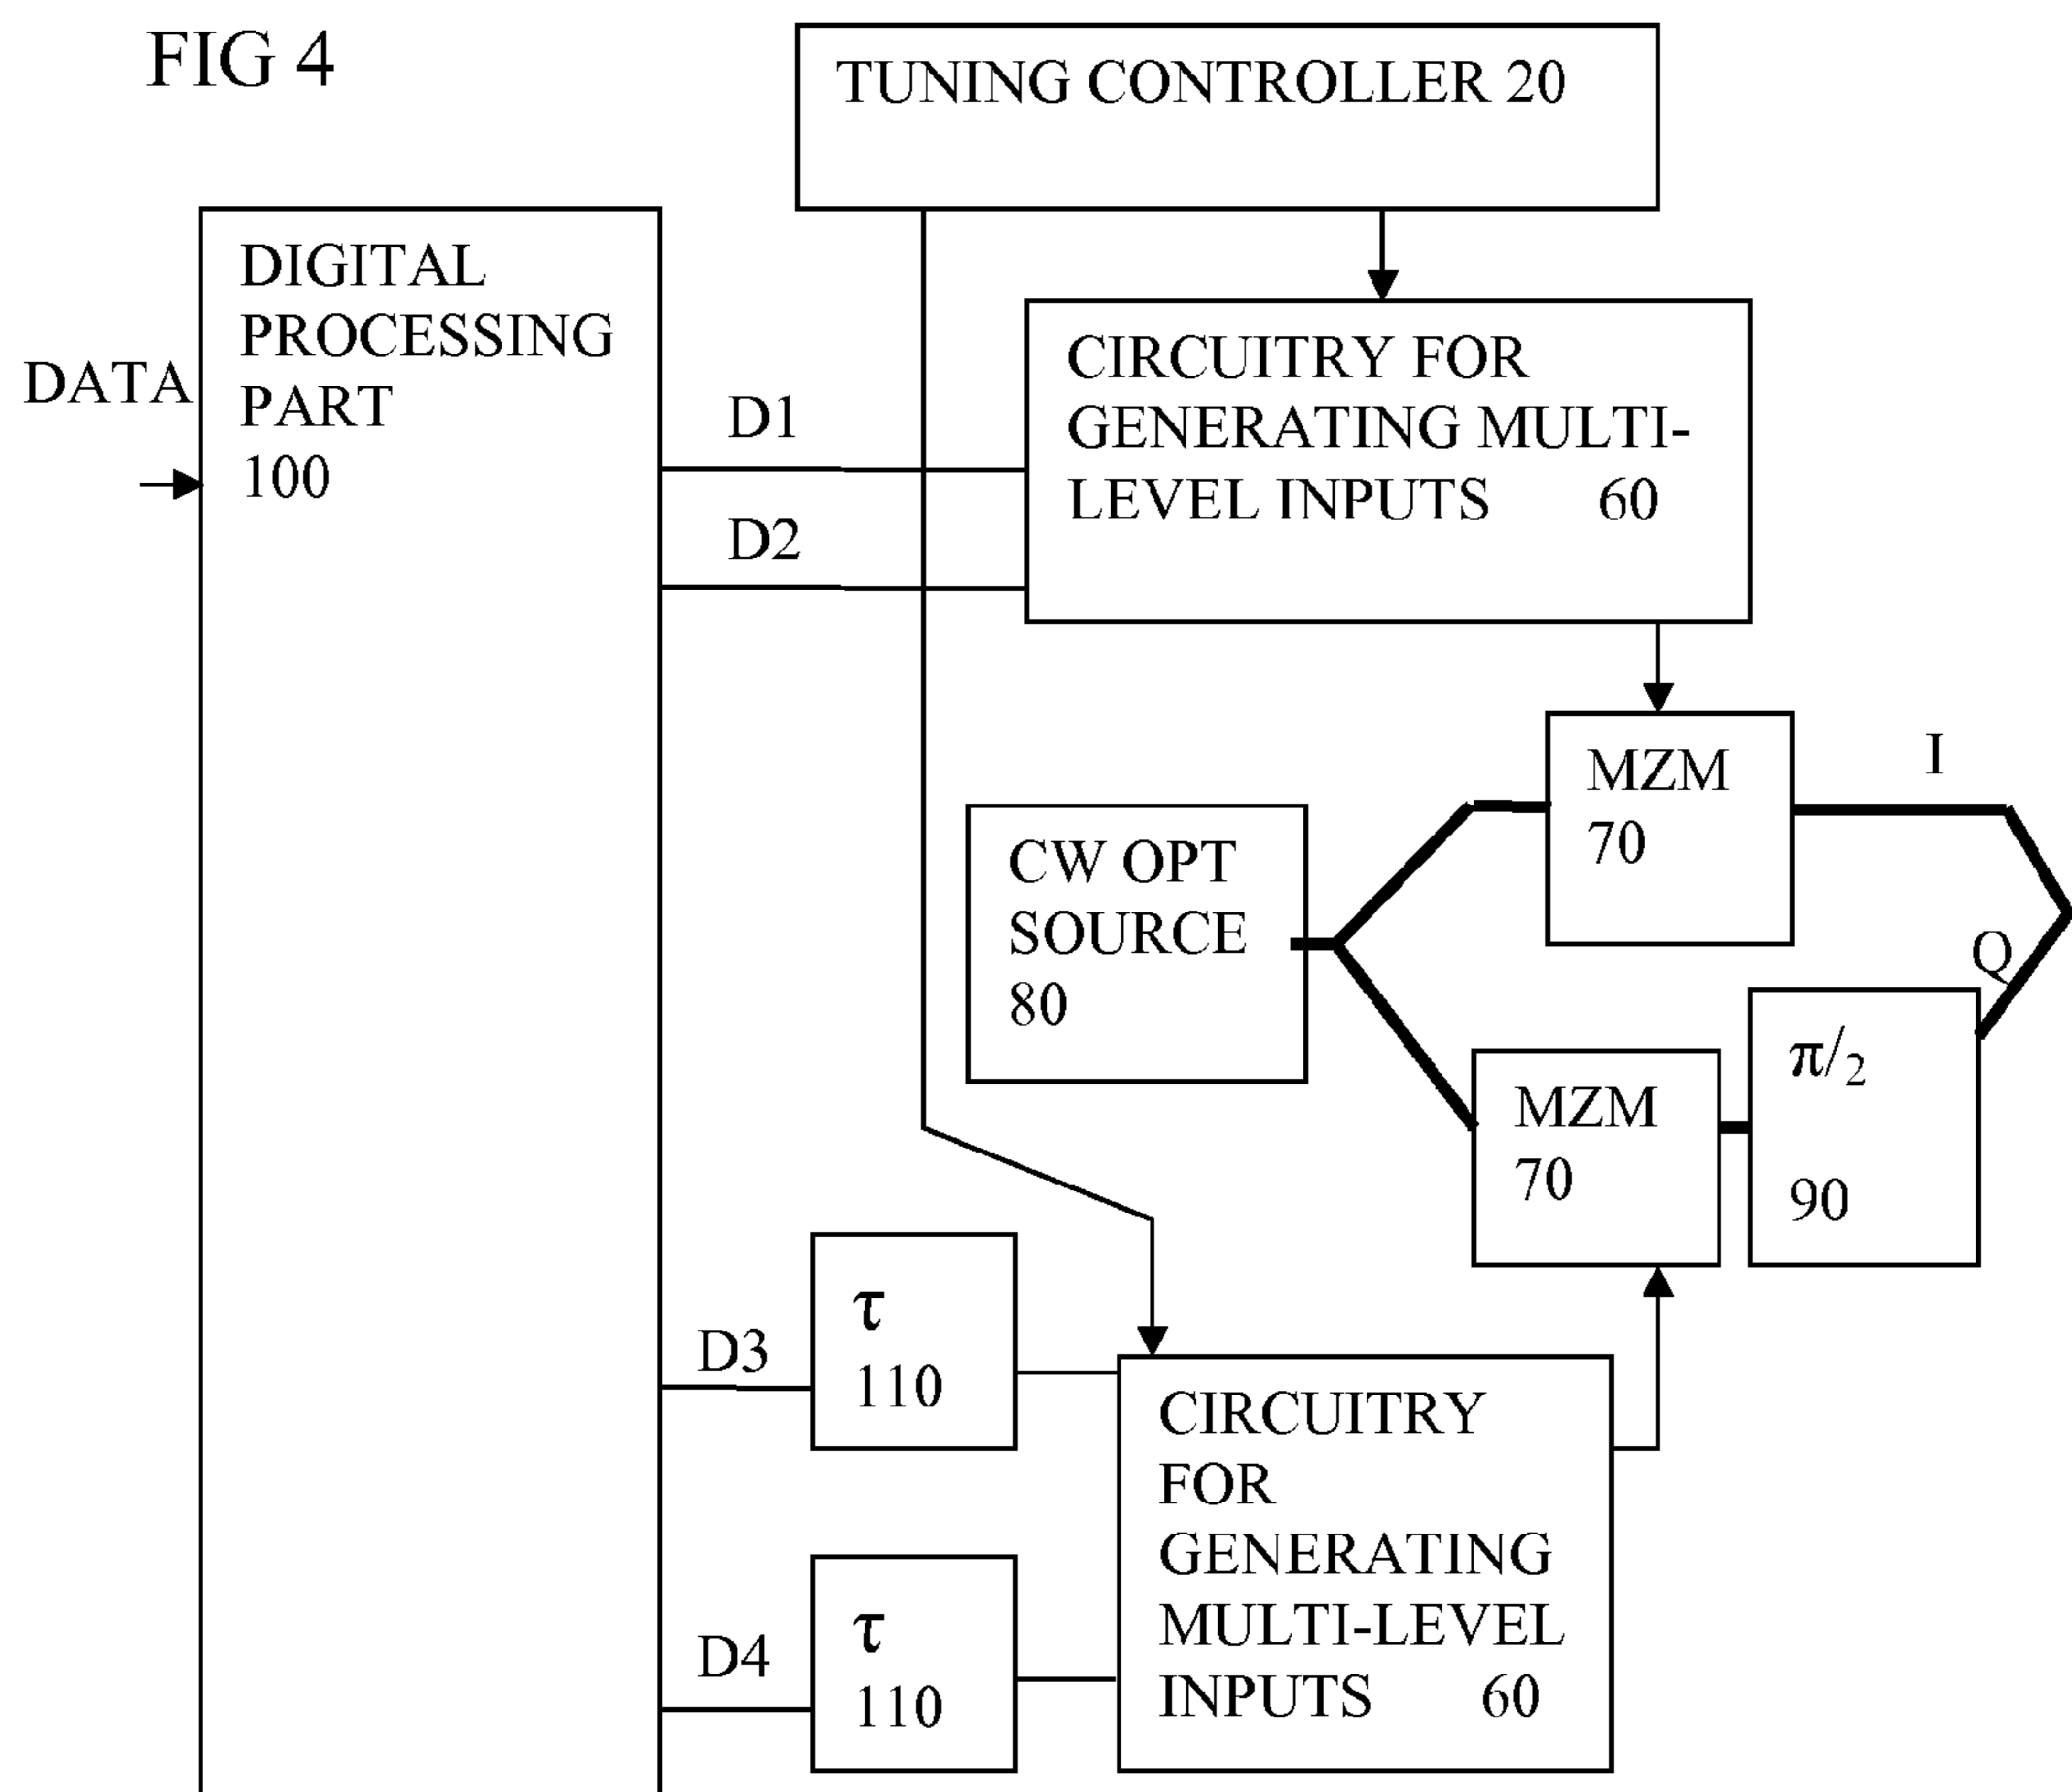 FIG 4
TUNING CONTROLLER 20
DIGITAL
PROCESSING
PART
100
DATA
D1
D2
CIRCUITRY FOR
GENERATING MULTI-
LEVEL INPUTS 60
MZM
70
I
CW OPT
SOURCE
80
Q
π/2
90
MZM
70
τ
110
D3
CIRCUITRY
FOR
GENERATING
MULTI-LEVEL
INPUTS 60
τ
110
D4